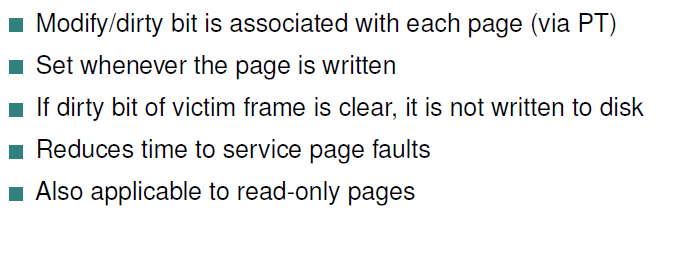 Modify/dirty bit is associated with each page (via PT)
Set whenever the page is written
If dirty bit of victim frame is clear, it is not written to disk
Reduces time to service page faults
Also applicable to read-only pages